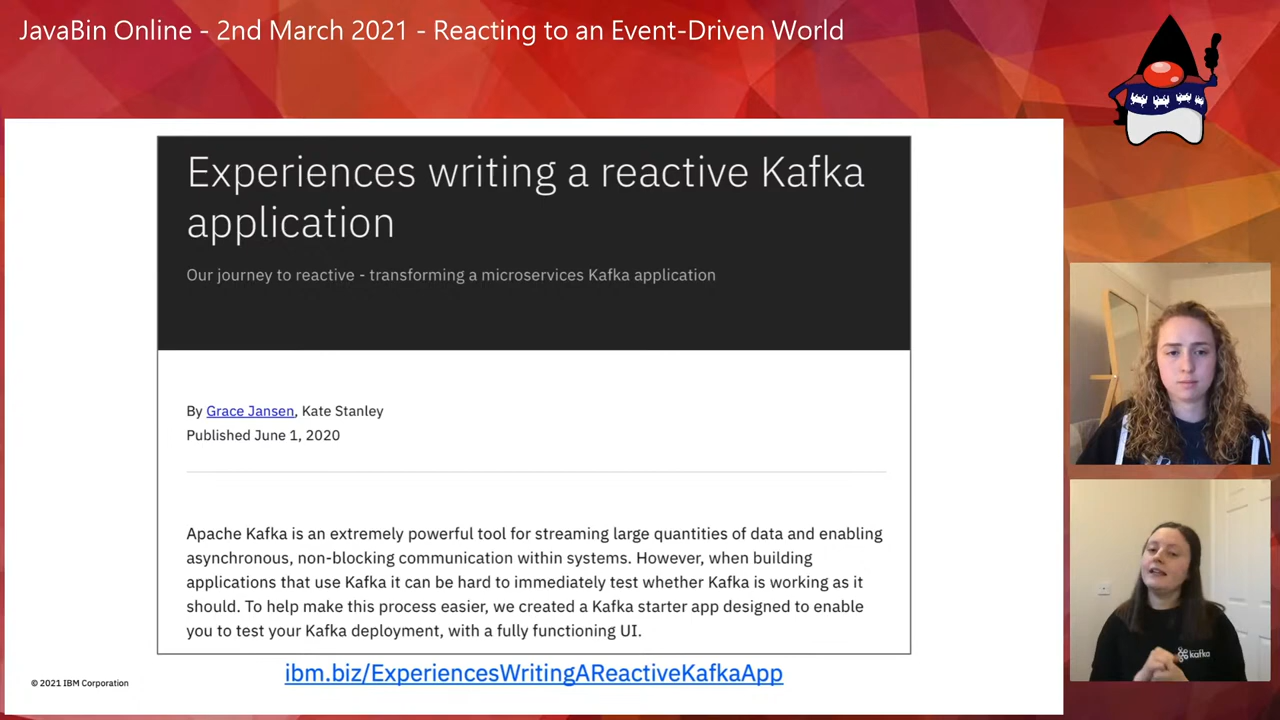 JavaBin Online - 2nd March 2021 - Reacting to an Event-Driven World
Experiences writing a reactive Kafka
application
Our journey to reactive - transforming a microservices Kafka application
By Grace Jansen, Kate Stanley
Published June 1, 2020
Apache Kafka is an extremely powerful tool for streaming large quantities of data and enabling
asynchronous, non-blocking communication within systems. However, when building
applications that use Kafka it can be hard to immediately test whether Kafka is working as it
should. To help make this process easier, we created a Kafka starter app designed to enable
you to test your Kafka deployment, with a fully functioning UI.
ibm.biz/ExperiencesWritingAReactiveKafkaApp
© 2021 IBM Corporation
kafka